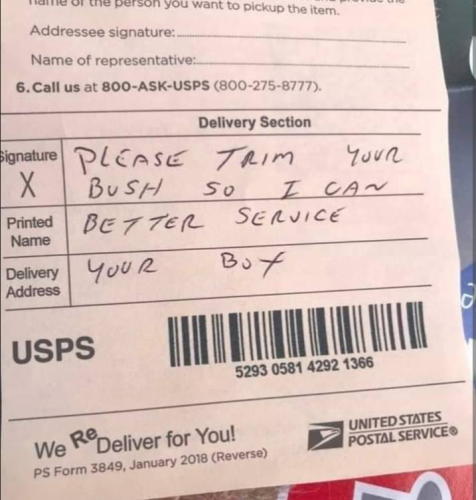 name of the person you want to pickup the item.
Addressee signature:
Name of representative:
6. Call us at 800-ASK-USPS (800-275-8777).
Delivery Section
Signature
X
PLEASE TRIM YOUR
BUSH SO I CAN
Printed
Name
BETTER SERVICE
Delivery
Address
YOUR BOX
USPS
5293 0581 4292 1366
We ReDeliver for You!
PS Form 3849, January 2018 (Reverse)
UNITED STATES
POSTAL SERVICE®